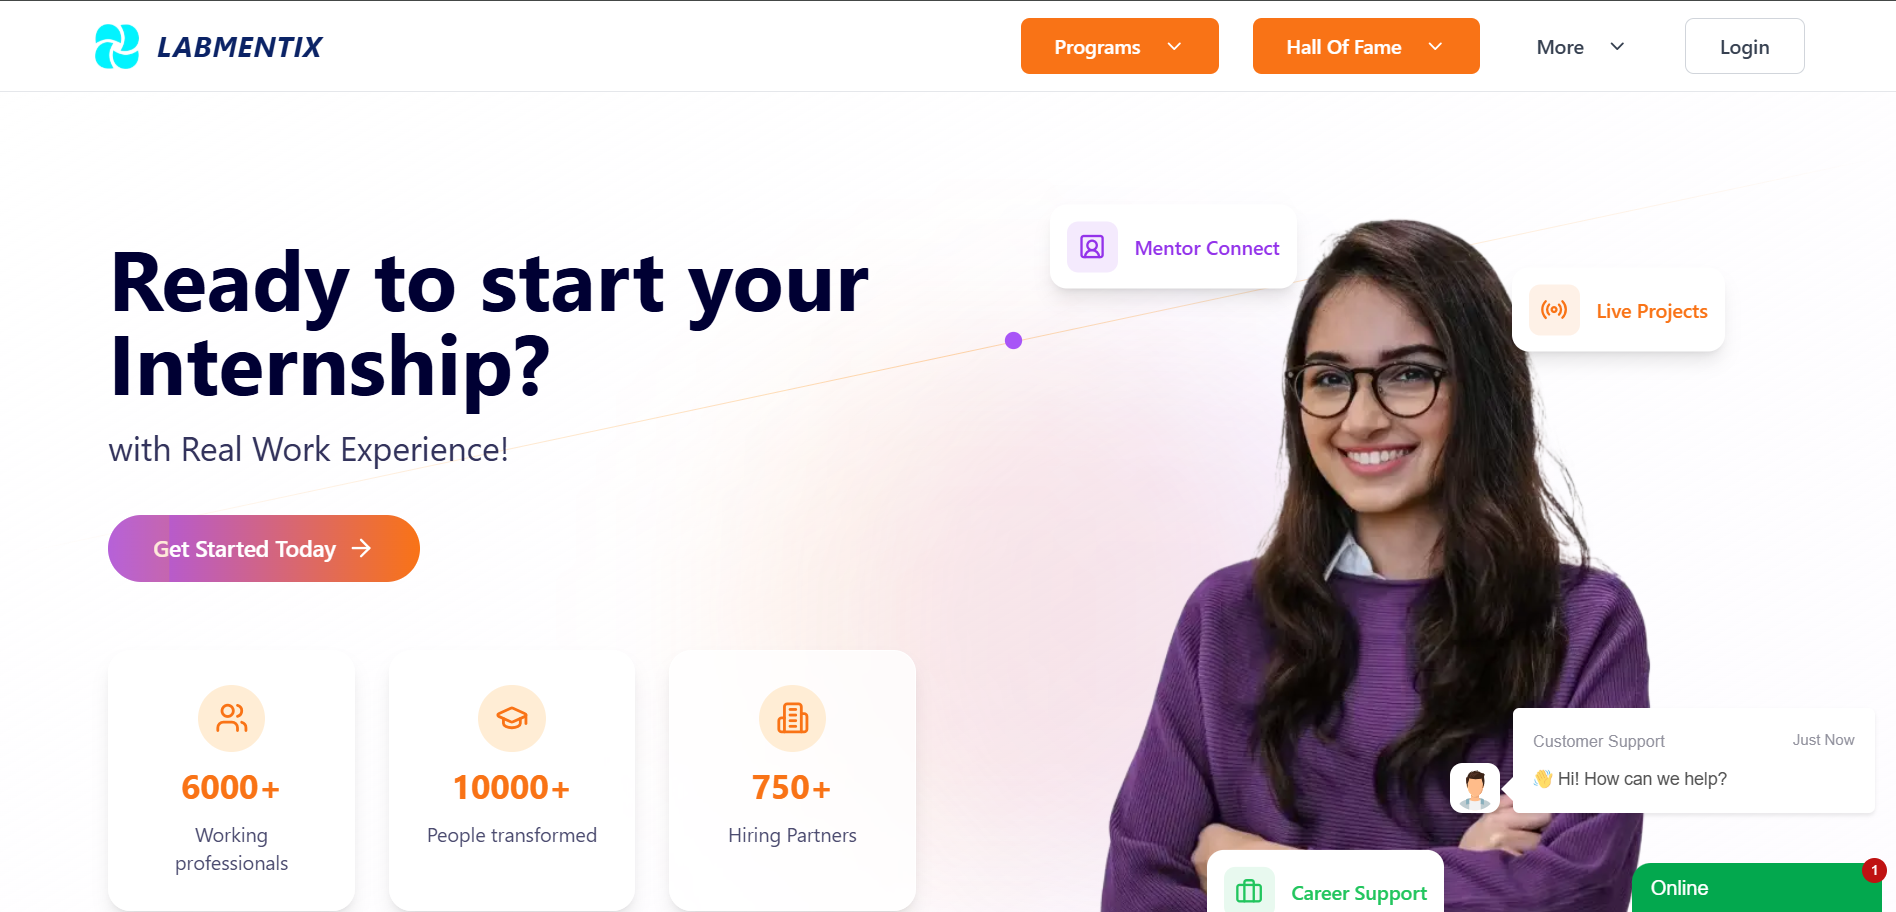 LABMENTIX
Programs
Hall Of Fame
More
Login
Mentor Connect
Live Projects
Ready to start your
Internship?
with Real Work Experience!
Get Started Today
6000+
Working
professionals
10000+
People transformed
750+
Hiring Partners
Customer Support
Just Now
👋 Hi! How can we help?
Career Support
Online
1